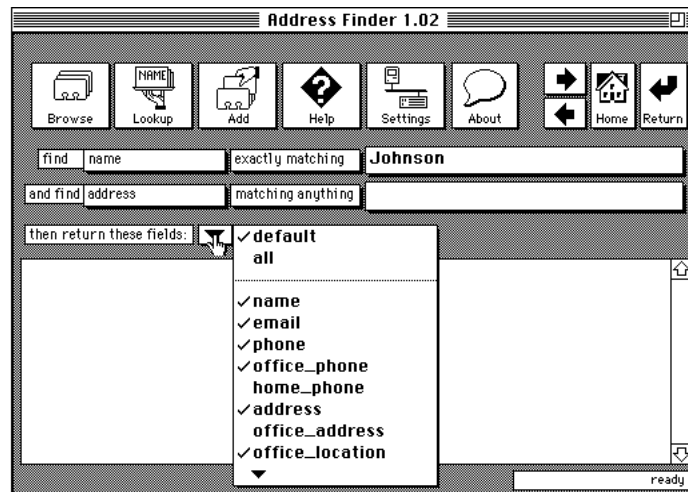 Address Finder 1.02
NAME
Browse Lookup Add Help Settings About Home Return
find name exactly matching Johnson
and find address matching anything
then return these fields:
✓default
all
✓name
✓email
✓phone
✓office_phone
home_phone
✓address
office_address
✓office_location
ready